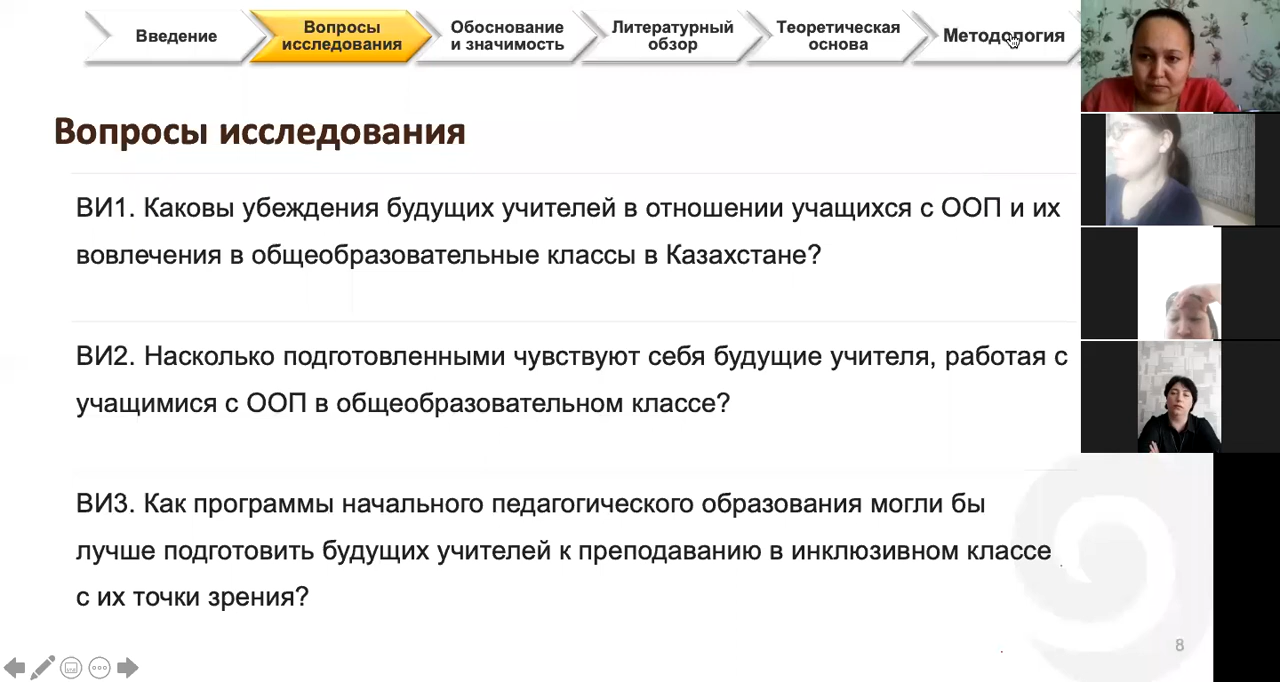 Введение
Вопросы
исследования
Обоснование
и значимость
Литературный
обзор
Теоретическая
основа
Методология
Вопросы исследования
ВИ1. Каковы убеждения будущих учителей в отношении учащихся с ООП и их
вовлечения в общеобразовательные классы в Казахстане?
ВИ2. Насколько подготовленными чувствуют себя будущие учителя, работая с
учащимися с ООП в общеобразовательном классе?
ВИ3. Как программы начального педагогического образования могли бы
лучше подготовить будущих учителей к преподаванию в инклюзивном классе
с их точки зрения?
8